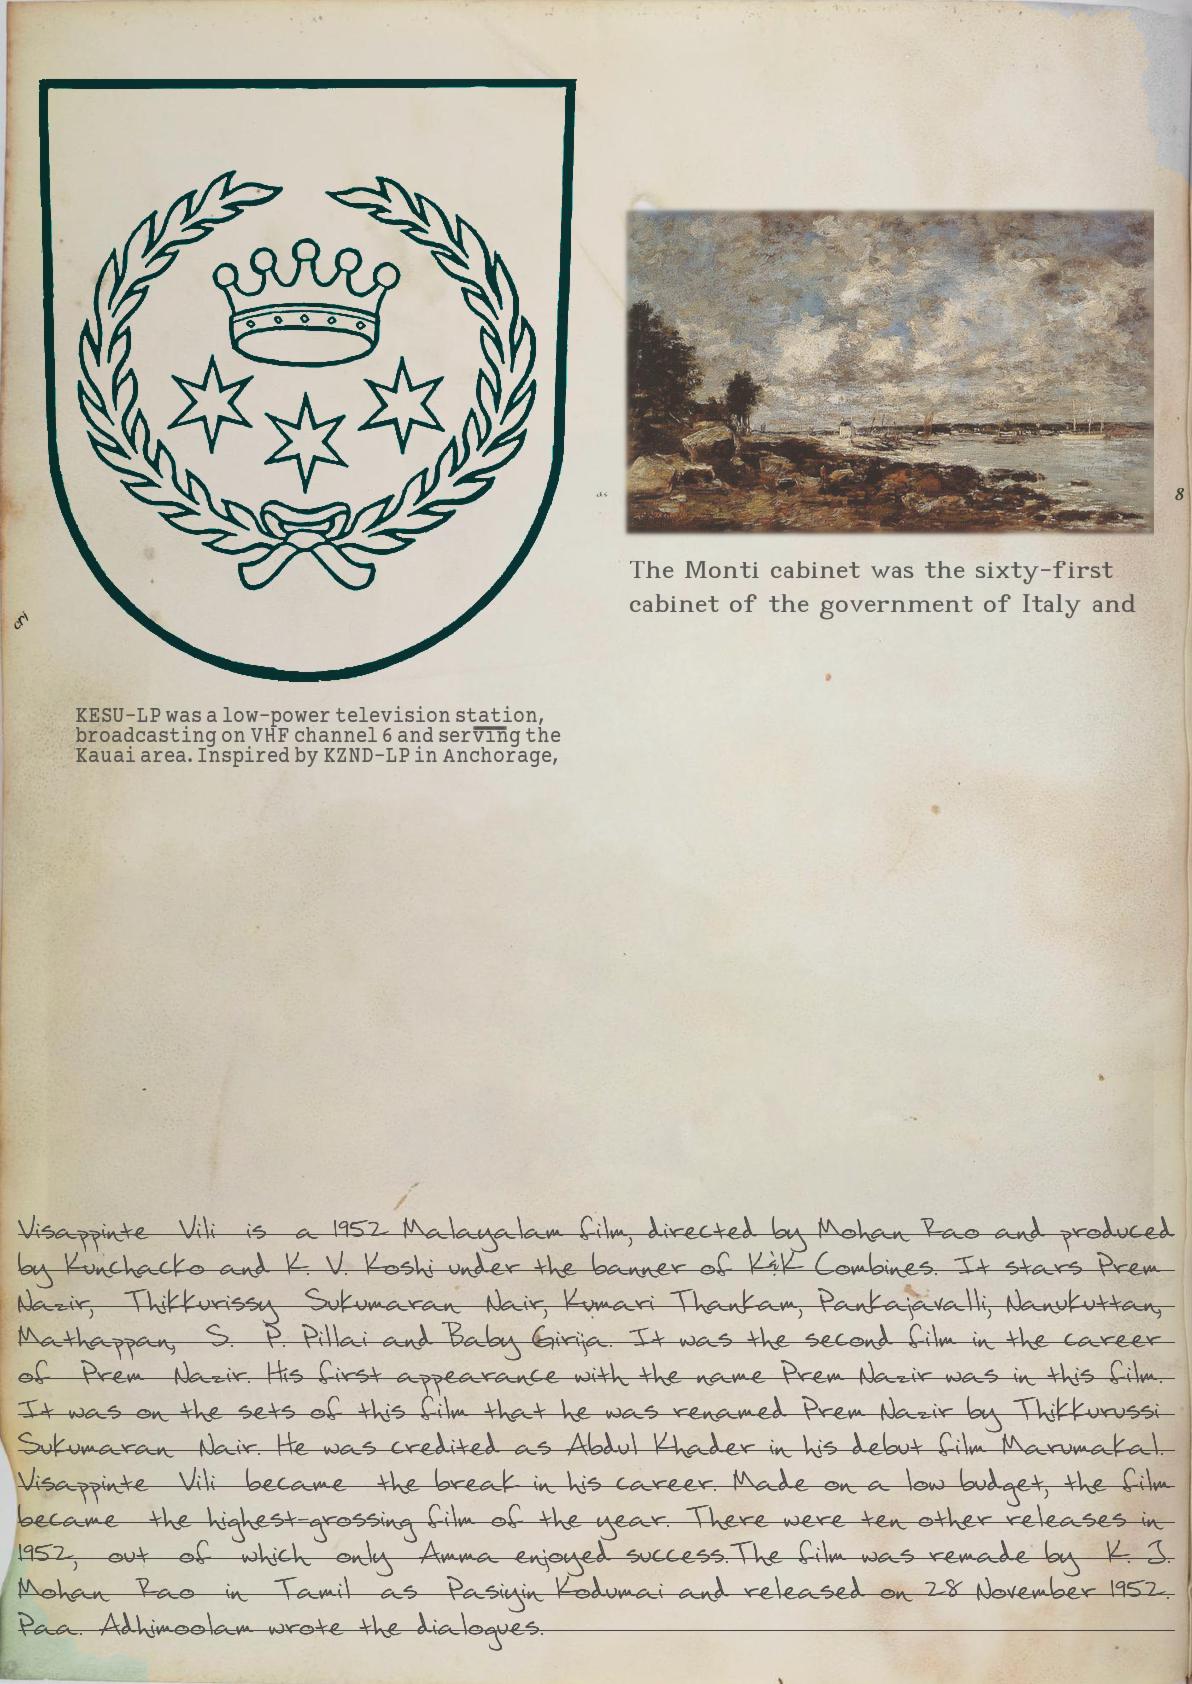 KESU-LP was a low-power television station,
broadcasting on VHF channel 6 and serving the
Kauai area. Inspired by KZND-LP in Anchorage,
The Monti cabinet was the sixty-first
cabinet of the government of Italy and
8
Visappinte Vili is a 1952 Malayalam film, directed by Mohan Rao and produced
by Kunchacko and K. V. Koshi under the banner of K&K Combines. It stars Prem
Nazir, Thikkurissy Sukumaran Nair, Kumari Thankam, Pankajavalli, Nanukuttan,
Mathappan, S. P. Pillai and Baby Girija. It was the second film in the career
of Prem Nazir. His first appearance with the name Prem Nazir was in this film.
It was on the sets of this film that he was renamed Prem Nazir by Thikkurussi
Sukumaran Nair. He was credited as Abdul Khader in his debut film Marumakal.
Visappinte Vili became the break in his career. Made on a low budget, the film
became the highest-grossing film of the year. There were ten other releases in
1952, out of which only Amma enjoyed success.The film was remade by K. J.
Mohan Rao in Tamil as Pasiyin Kodumai and released on 28 November 1952.
Paa. Adhimoolam wrote the dialogues.